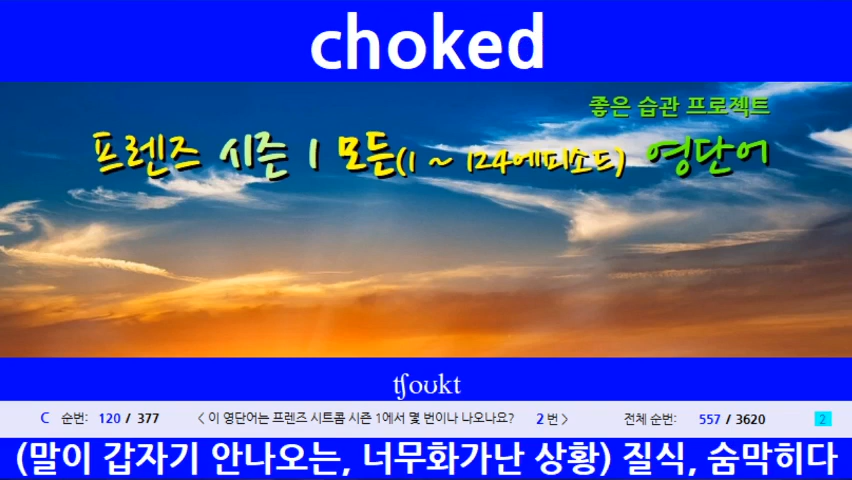 choked
좋은 습관 프로젝트
프렌즈 시즌 1 모든(1 ~ 124에피소드) 영단어
tʃoʊkt
C 순번: 120 / 377 < 이 영단어는 프렌즈 시트콤 시즌 1에서 몇 번이나 나오나요? 2 번 > 전체 순번: 557 / 3620 2
(말이 갑자기 안나오는, 너무화가난 상황) 질식, 숨막히다